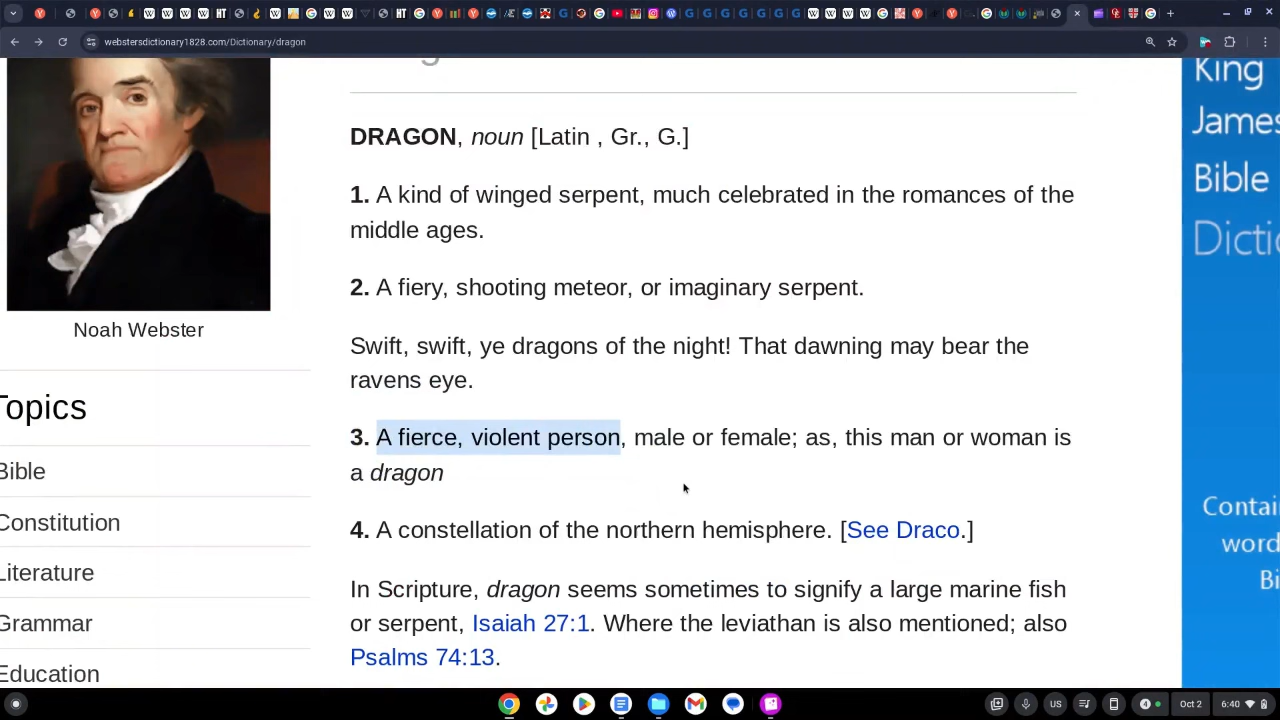 webstersdictionary1828.com/Dictionary/dragon
King
James
Bible
DRAGON, noun [Latin , Gr., G.]
1. A kind of winged serpent, much celebrated in the romances of the
middle ages.
2. A fiery, shooting meteor, or imaginary serpent.
Noah Webster
Swift, swift, ye dragons of the night! That dawning may bear the
ravens eye.
Topics
3. A fierce, violent person, male or female; as, this man or woman is
a dragon
Bible
Constitution
4. A constellation of the northern hemisphere. [See Draco.]
Literature
In Scripture, dragon seems sometimes to signify a large marine fish
or serpent, Isaiah 27:1. Where the leviathan is also mentioned; also
Psalms 74:13.
Grammar
Education
US
4
Oct 2
6:40